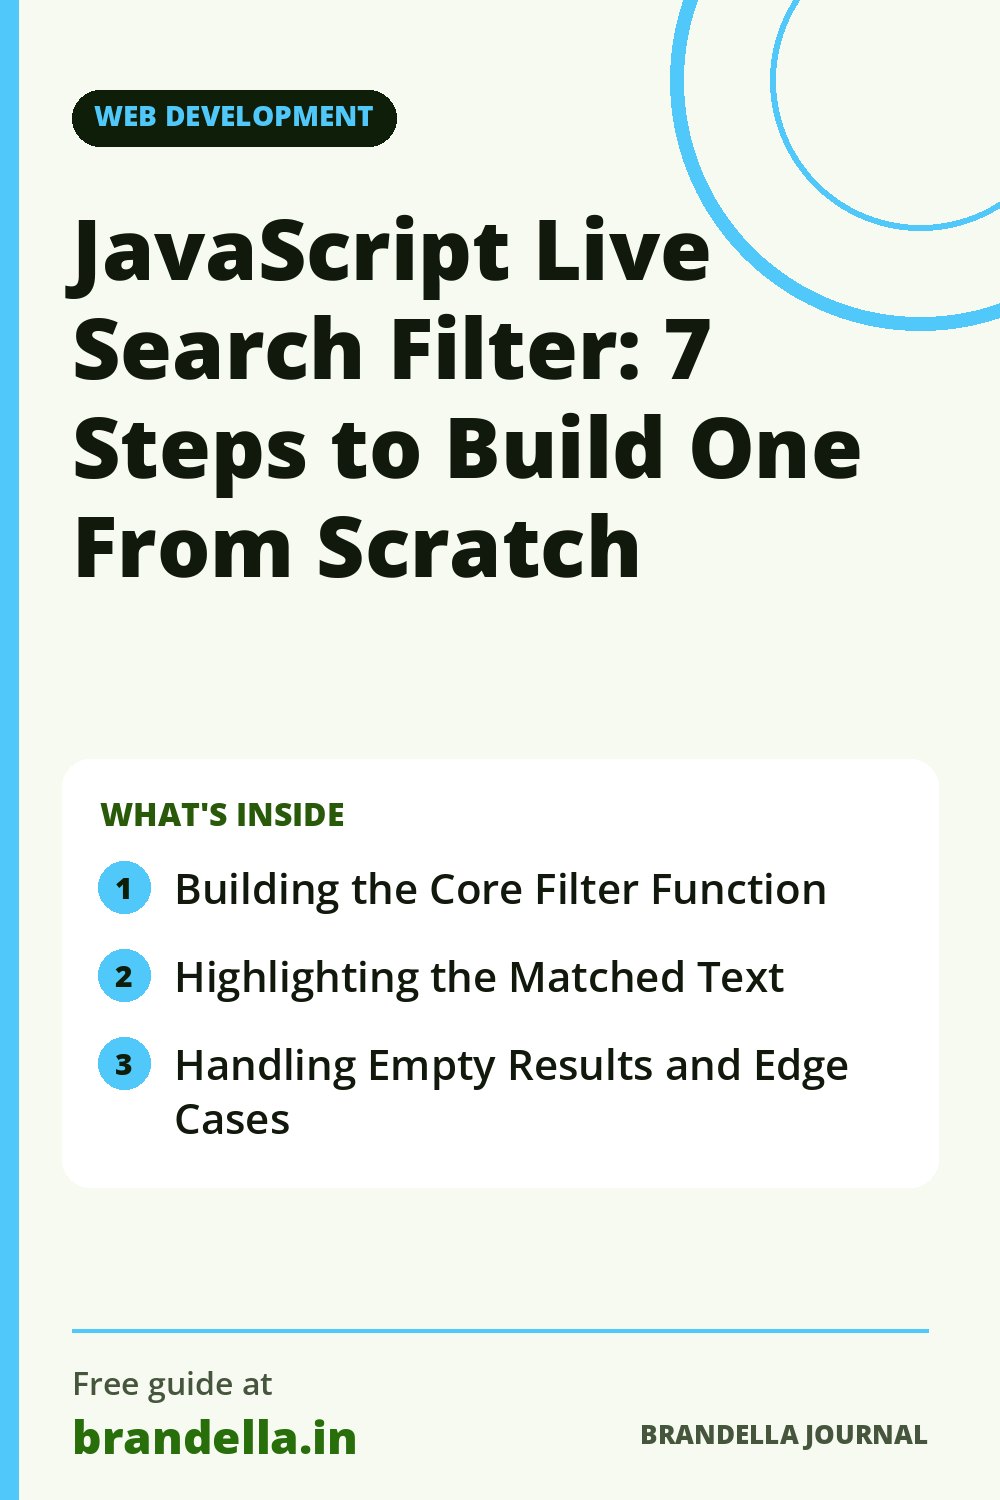 WEB DEVELOPMENT
JavaScript Live
Search Filter: 7
Steps to Build One
From Scratch
WHAT'S INSIDE
1 Building the Core Filter Function
2 Highlighting the Matched Text
3 Handling Empty Results and Edge
Cases
Free guide at
brandella.in
BRANDELLA JOURNAL